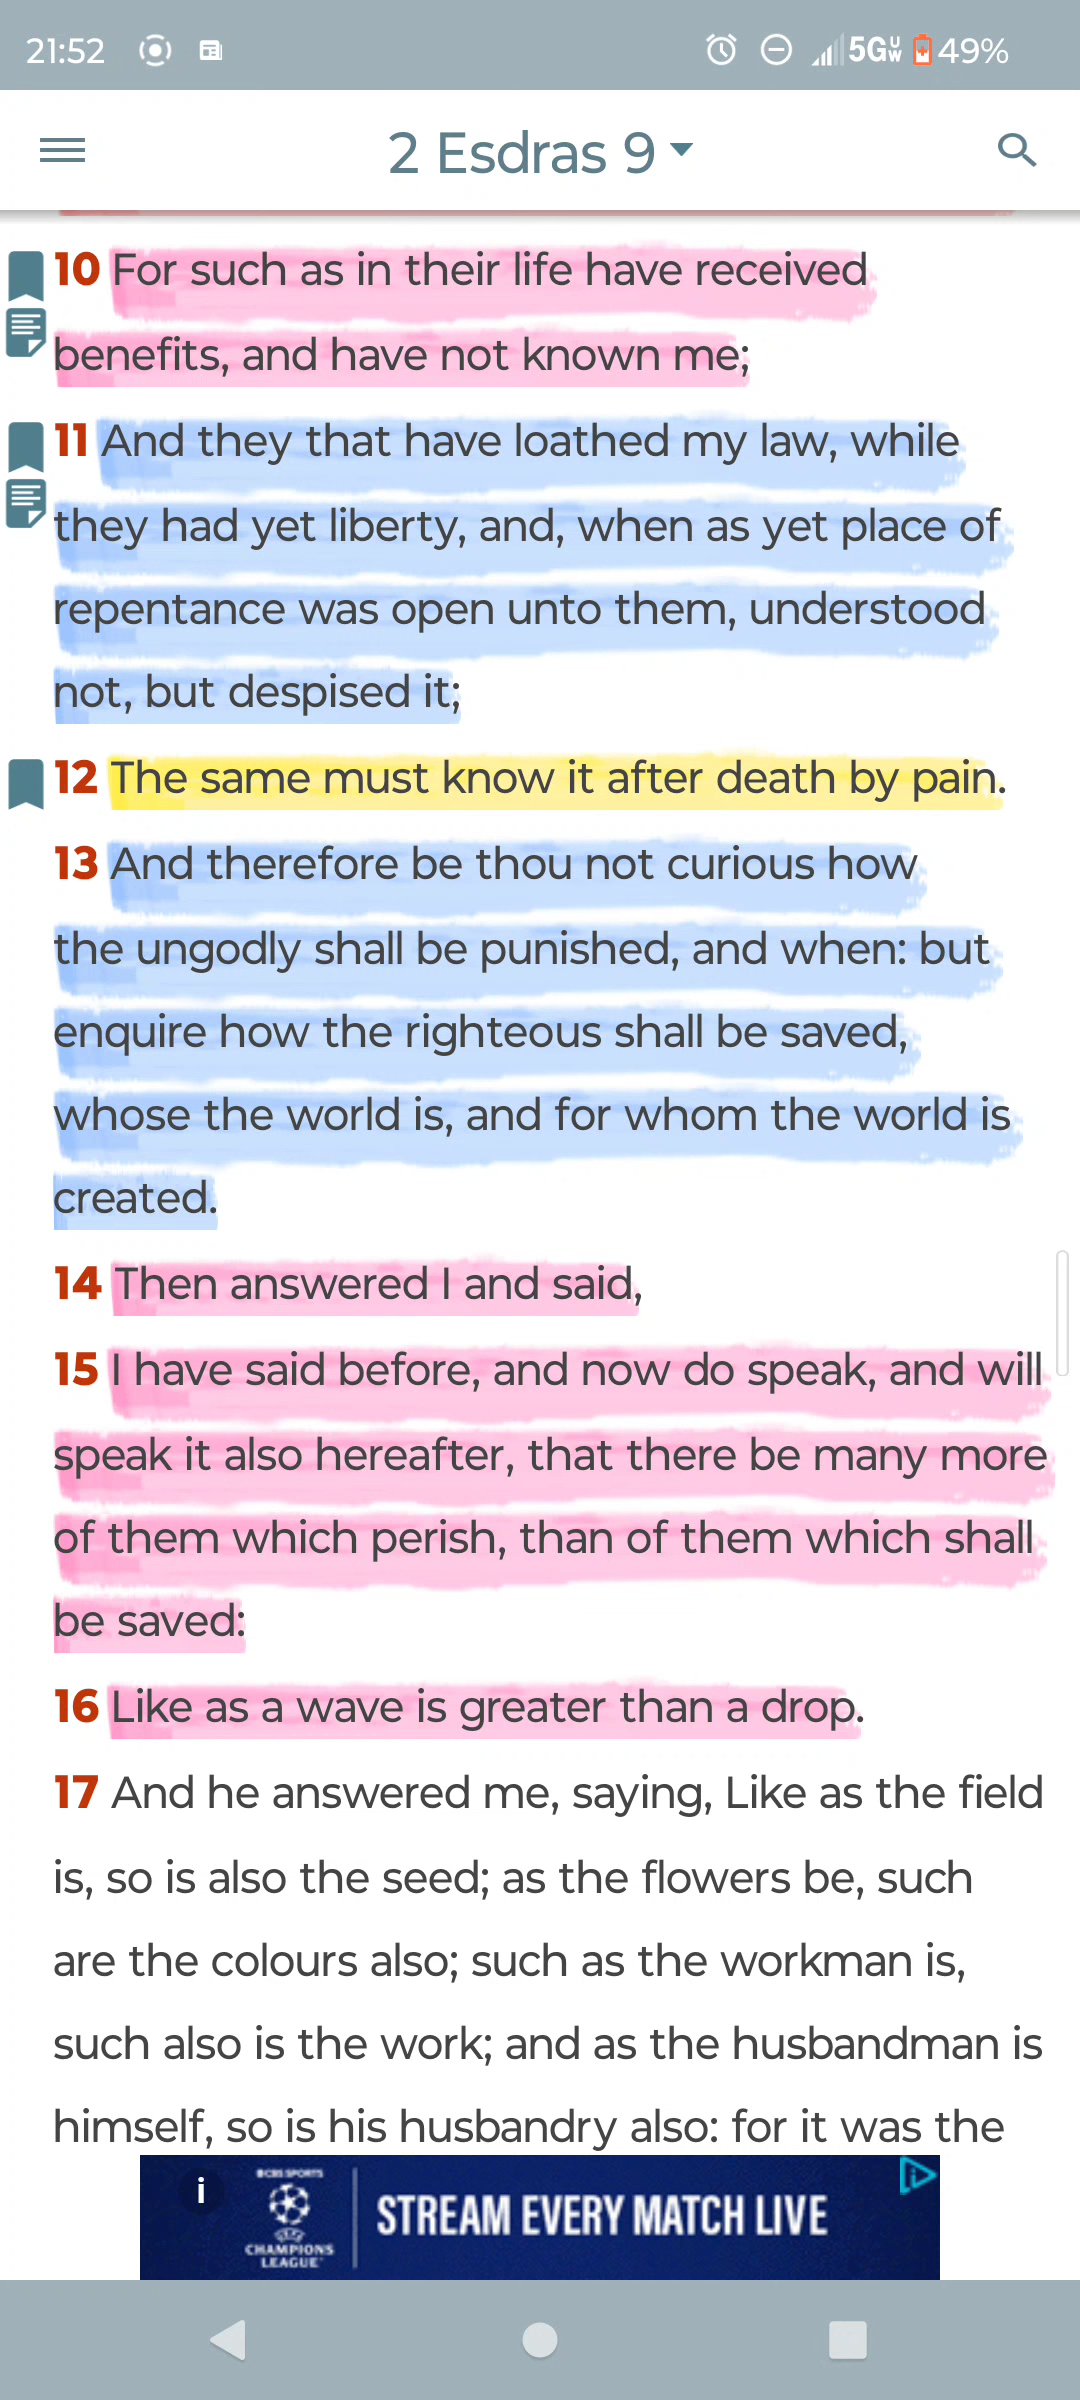 21:52 5G UW 49%
2 Esdras 9
10 For such as in their life have received
benefits, and have not known me;
11 And they that have loathed my law, while
they had yet liberty, and, when as yet place of
repentance was open unto them, understood
not, but despised it;
12 The same must know it after death by pain.
13 And therefore be thou not curious how
the ungodly shall be punished, and when: but
enquire how the righteous shall be saved,
whose the world is, and for whom the world is
created.
14 Then answered I and said,
15 I have said before, and now do speak, and will
speak it also hereafter, that there be many more
of them which perish, than of them which shall
be saved:
16 Like as a wave is greater than a drop.
17 And he answered me, saying, Like as the field
is, so is also the seed; as the flowers be, such
are the colours also; such as the workman is,
such also is the work; and as the husbandman is
himself, so is his husbandry also: for it was the
i
CBS SPORTS
UEFA
CHAMPIONS
LEAGUE
STREAM EVERY MATCH LIVE